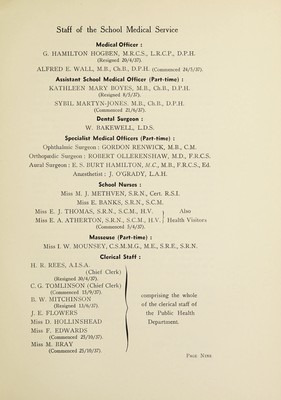 Staff of the School Medical Service
Medical Officer :
G. HAMILTON HOGBEN, M.R.C.S., L.R.C.P., D.P.H.
(Resigned 20/4/37).
ALFRED E. WALL, M.B., Ch.B., D.P.H. (Commenced 24/5/37).
Assistant School Medical Officer (Part-time) :
KATHLEEN MARY BOYES, M.B., Ch.B., D.P.H.
(Resigned 8/5/37).
SYBIL MARTYN-JONES, M.B., Ch.B., D.P.H.
(Commenced 21/6/37).
Dental Surgeon :
W. BAKEWELL, L.D.S.
Specialist Medical Officers (Part-time) :
Ophthalmic Surgeon : GORDON RENWICK, M.B., C.M.
Orthopaedic Surgeon : ROBERT OLLERENSHAW, M.D., F.R.C.S.
Aural Surgeon : E. S. BURT HAMILTON, M.C., M.B., F.R.C.S., Ed.
Anaesthetist : J. O'GRADY, L.A.H.
School Nurses :
Miss M. J. METHVEN, S.R.N., Cert. R.S.I.
Miss E. BANKS, S.R.N., S.C.M.
Miss E. J. THOMAS, S.R.N., S.C.M., H.V. Also
Miss E. A. ATHERTON, S.R.N., S.C.M., H.V. Health Visitors
(Commenced 5/4/37).
Masseuse (Part-time) :
Miss I. W. MOUNSEY, C.S.M.M.G., M.E., S.R.E., S.R.N.
Clerical Staff :
H. R. REES, A.I.S.A.
(Chief Clerk)
(Resigned 30/4/37).
C. G. TOMLINSON (Chief Clerk)
(Commenced 13/9/37).
E. W. MITCHINSON
(Resigned 13/6/37).
J. E. FLOWERS
Miss D. HOLLINSHEAD
Miss F. EDWARDS
(Commenced 25/10/37).
Miss M. BRAY
(Commenced 25/10/37).
comprising the whole
of the clerical staff of
the Public Health
Department.
PAGE NINE